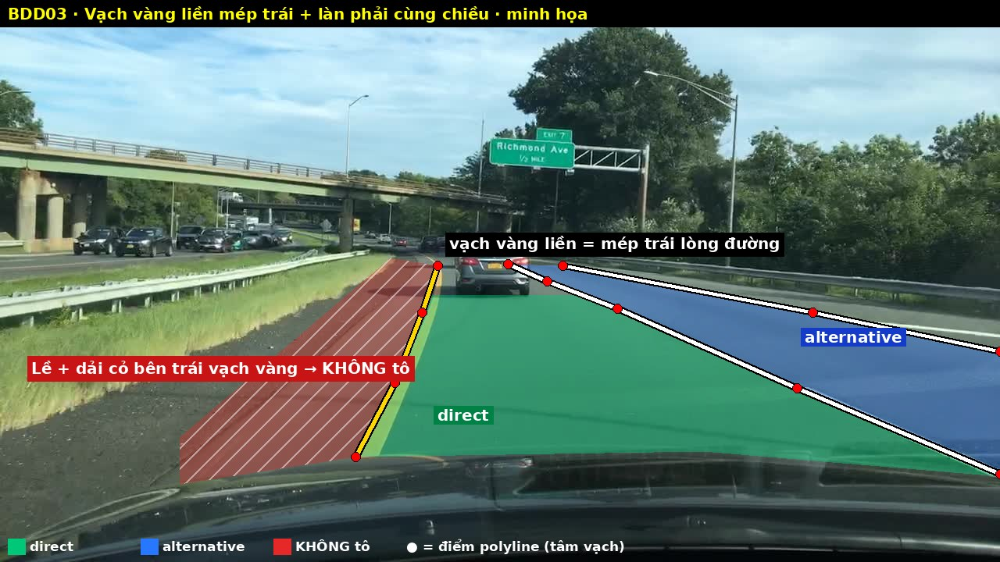 BDD03 · Vạch vàng liền mép trái + làn phải cùng chiều · minh họa
EXIT 7
Richmond Ave
1/2 MILE
vạch vàng liền = mép trái lòng đường
alternative
Lề + dải cỏ bên trái vạch vàng → KHÔNG tô
direct
direct
alternative
KHÔNG tô
= điểm polyline (tâm vạch)